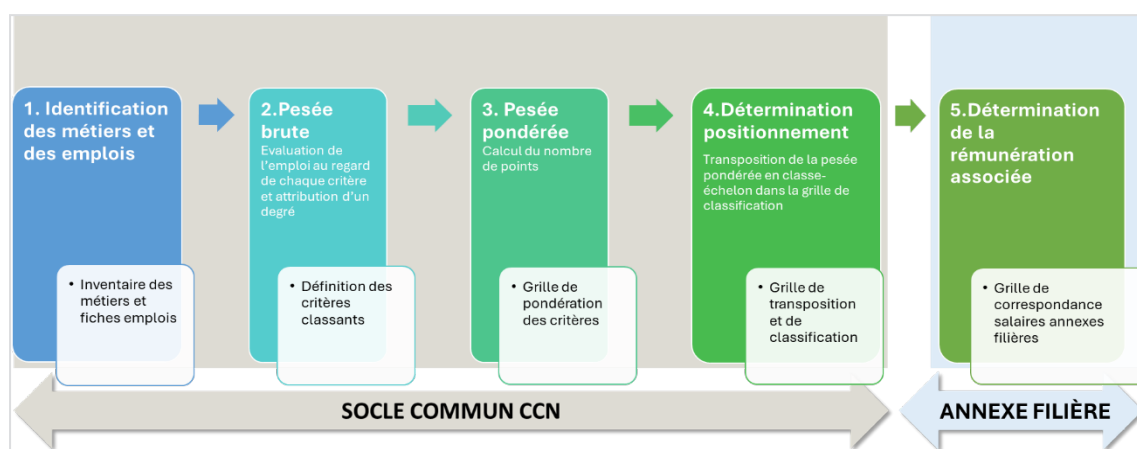 1. Identification
des métiers et
des emplois
2.Pesée
brute
Evaluation de
l'emploi au regard
de chaque critère
et attribution d'un
degré
3. Pesée
pondérée
Calcul du nombre
de points
4.Détermination
positionnement
Transposition de la pesée
pondérée en classe-
échelon dans la grille de
classification
5.Détermination
de la
rémunération
associée
• Inventaire des
métiers et
fiches emplois
• Définition des
critères
classants
• Grille de
pondération
des critères
• Grille de
transposition
et de
classification
• Grille de
correspondance
salaires annexes
filières
SOCLE COMMUN CCN
ANNEXE FILIÈRE